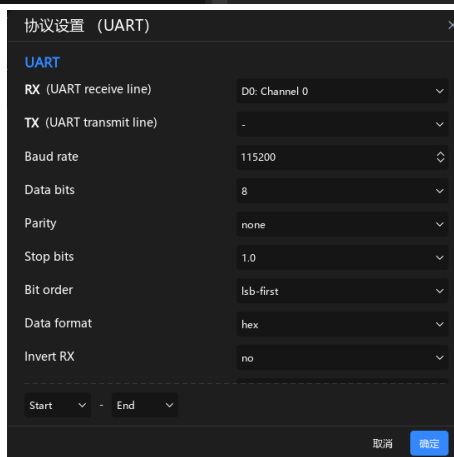 协议设置 （UART）
UART
RX (UART receive line) D0: Channel 0
TX (UART transmit line) -
Baud rate 115200
Data bits 8
Parity none
Stop bits 1.0
Bit order lsb-first
Data format hex
Invert RX no
Start - End
取消 确定